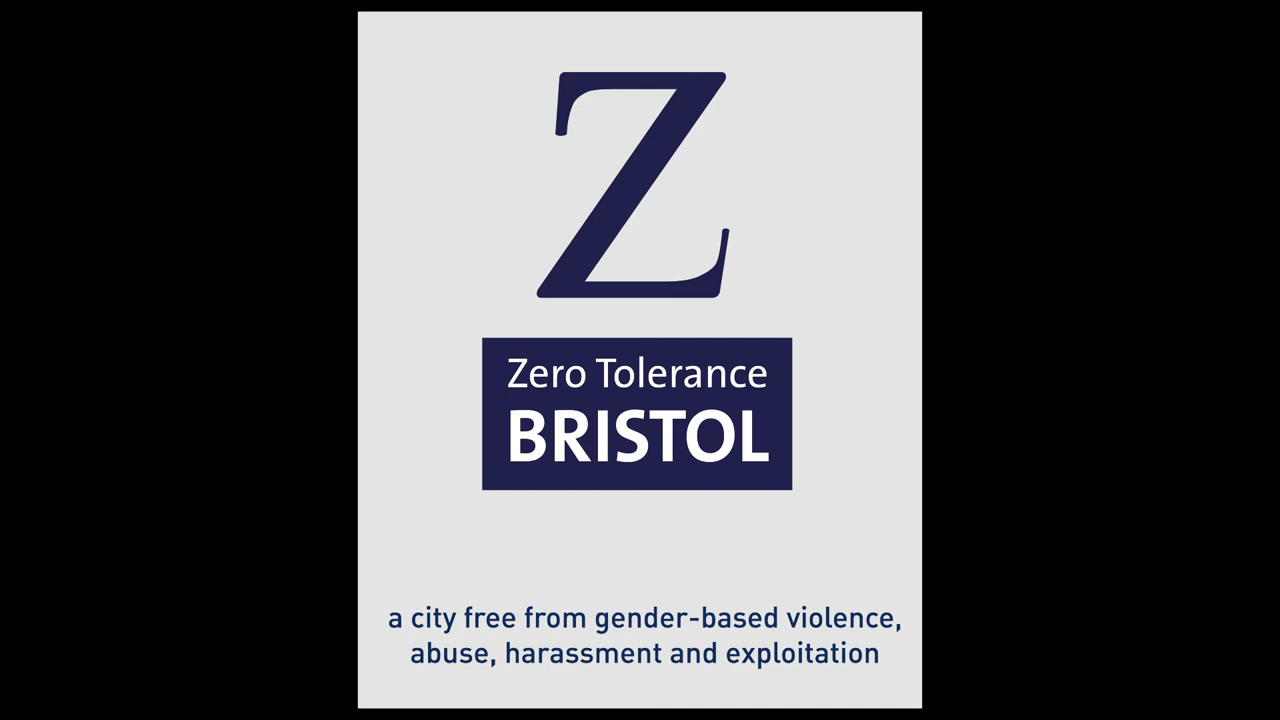 Z
Zero Tolerance
BRISTOL
a city free from gender-based violence,
abuse, harassment and exploitation